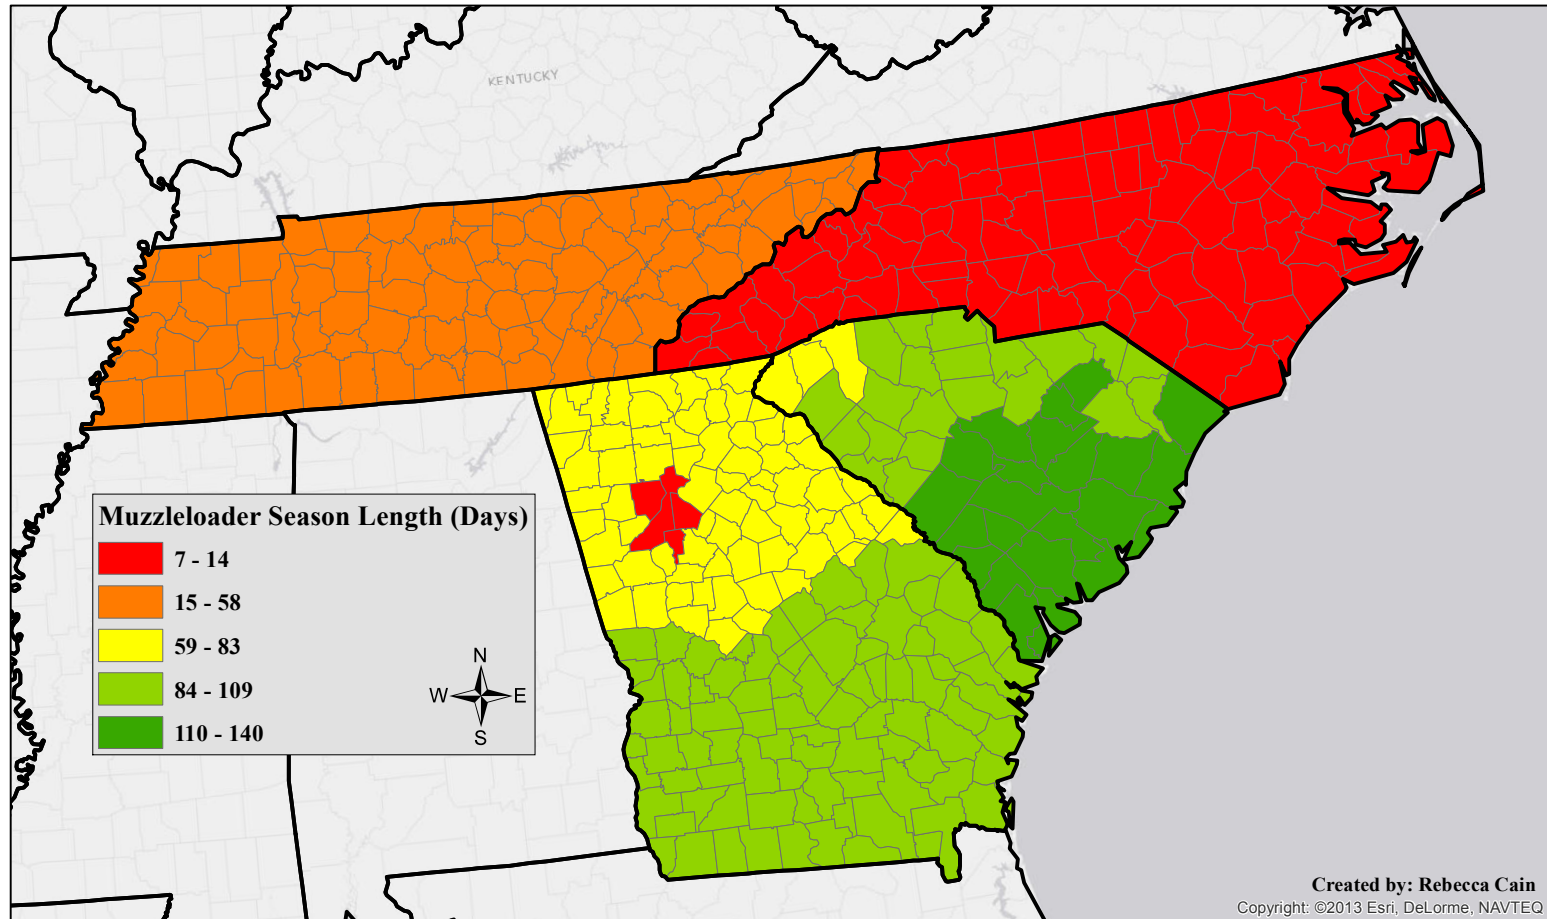 KENTUCKY
Muzzleloader Season Length (Days)
7 - 14
15 - 58
59 - 83
84 - 109
110 - 140
N
W E
S
Created by: Rebecca Cain
Copyright: ©2013 Esri, DeLorme, NAVTEQ